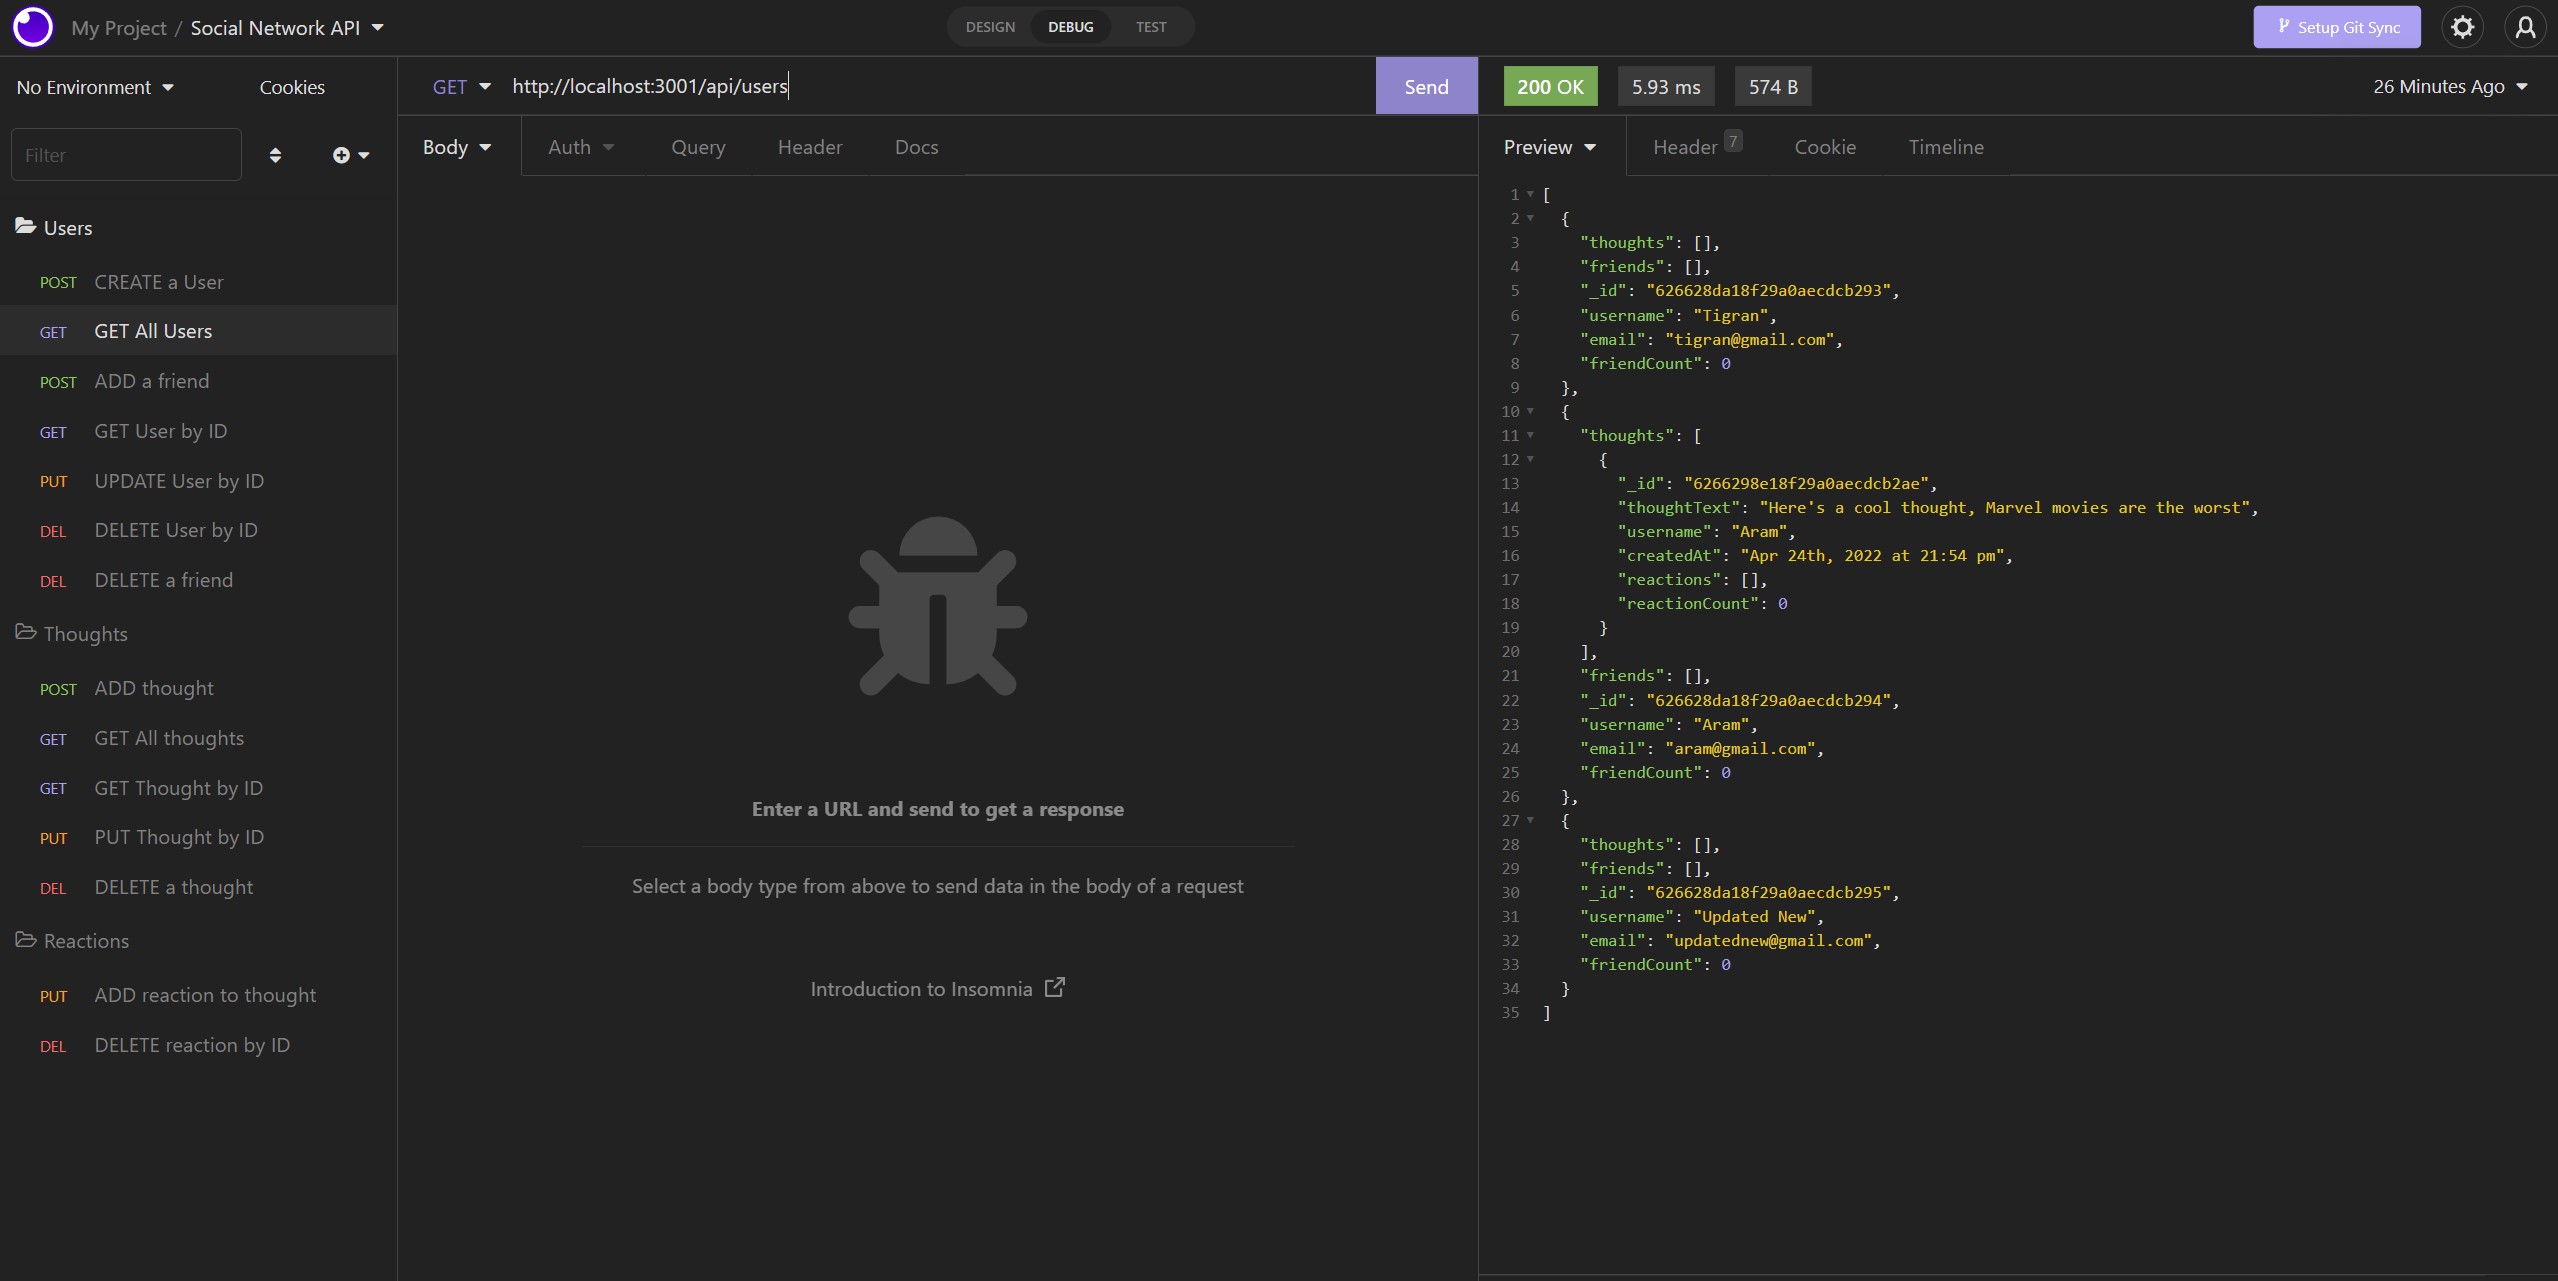 My Project / Social Network API
DESIGN DEBUG TEST
Setup Git Sync
No Environment Cookies
Filter
Users
POST CREATE a User
GET GET All Users
POST ADD a friend
GET GET User by ID
PUT UPDATE User by ID
DEL DELETE User by ID
DEL DELETE a friend
Thoughts
POST ADD thought
GET GET All thoughts
GET GET Thought by ID
PUT PUT Thought by ID
DEL DELETE a thought
Reactions
PUT ADD reaction to thought
DEL DELETE reaction by ID
GET http://localhost:3001/api/users Send
Body Auth Query Header Docs
Enter a URL and send to get a response
Select a body type from above to send data in the body of a request
Introduction to Insomnia
200 OK 5.93 ms 574 B 26 Minutes Ago
Preview Header 7 Cookie Timeline
1 [
2 {
3 "thoughts": [],
4 "friends": [],
5 "_id": "626628da18f29a0aecdcb293",
6 "username": "Tigran",
7 "email": "tigran@gmail.com",
8 "friendCount": 0
9 },
10 {
11 "thoughts": [
12 {
13 "_id": "6266298e18f29a0aecdcb2ae",
14 "thoughtText": "Here's a cool thought, Marvel movies are the worst",
15 "username": "Aram",
16 "createdAt": "Apr 24th, 2022 at 21:54 pm",
17 "reactions": [],
18 "reactionCount": 0
19 }
20 ],
21 "friends": [],
22 "_id": "626628da18f29a0aecdcb294",
23 "username": "Aram",
24 "email": "aram@gmail.com",
25 "friendCount": 0
26 },
27 {
28 "thoughts": [],
29 "friends": [],
30 "_id": "626628da18f29a0aecdcb295",
31 "username": "Updated New",
32 "email": "updatednew@gmail.com",
33 "friendCount": 0
34 }
35 ]